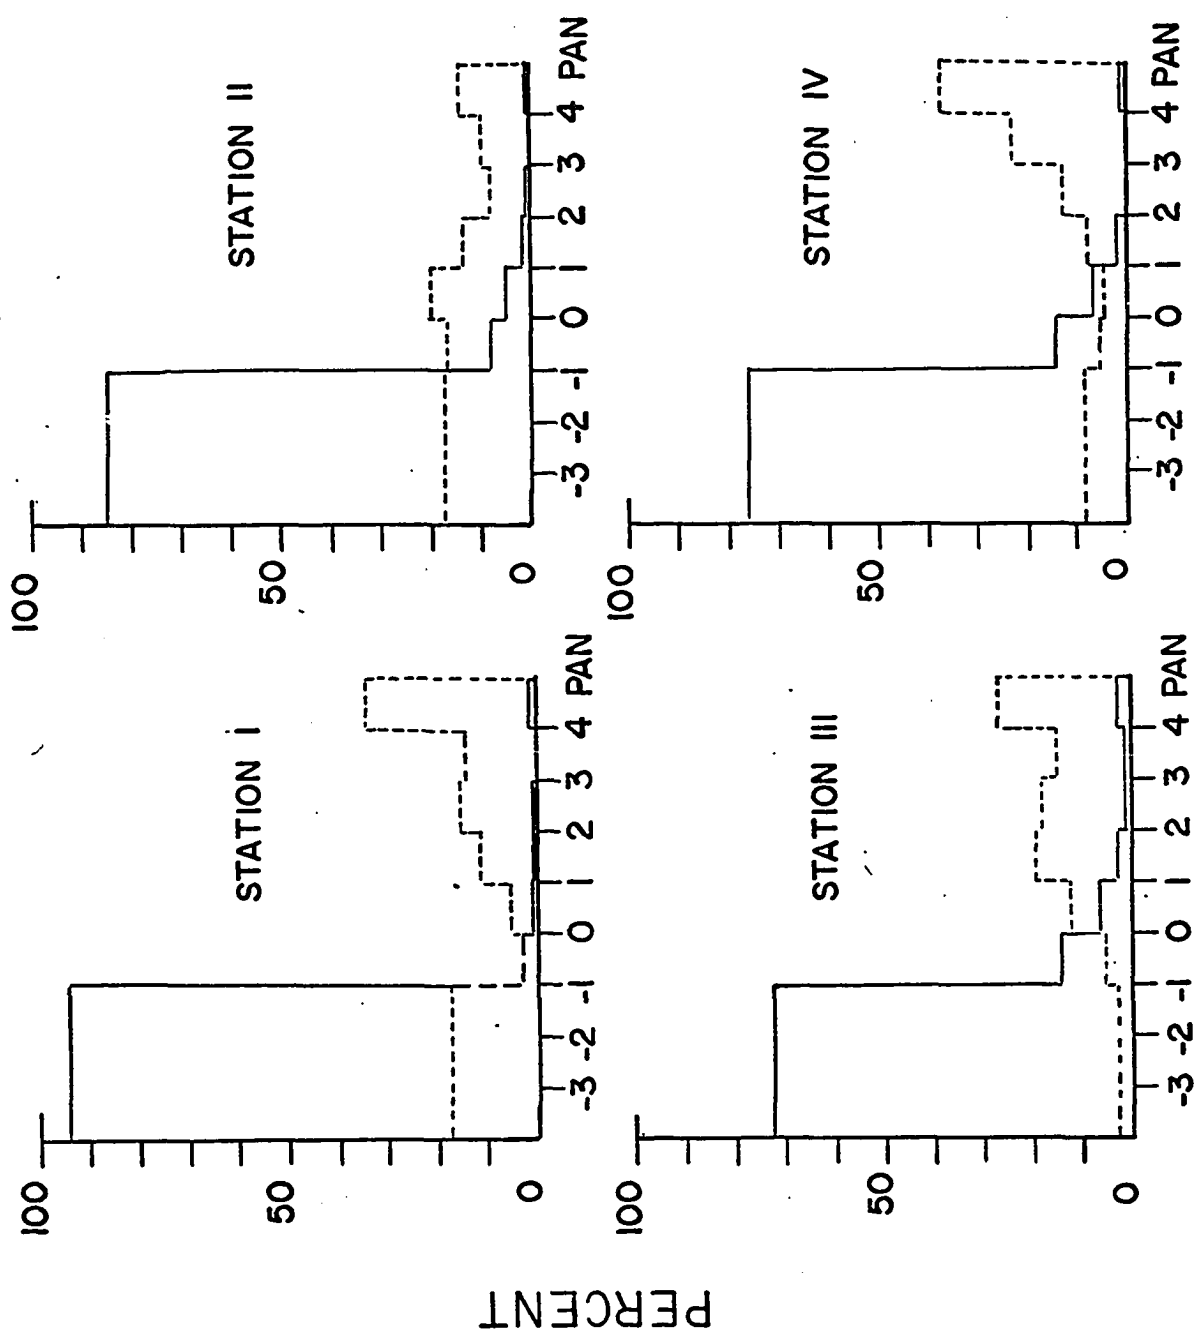 PERCENT
STATION I
100
50
0
-3 -2 -1 0 1 2 3 4 PAN
STATION II
100
50
0
-3 -2 -1 0 1 2 3 4 PAN
STATION III
100
50
0
-3 -2 -1 0 1 2 3 4 PAN
STATION IV
100
50
0
-3 -2 -1 0 1 2 3 4 PAN